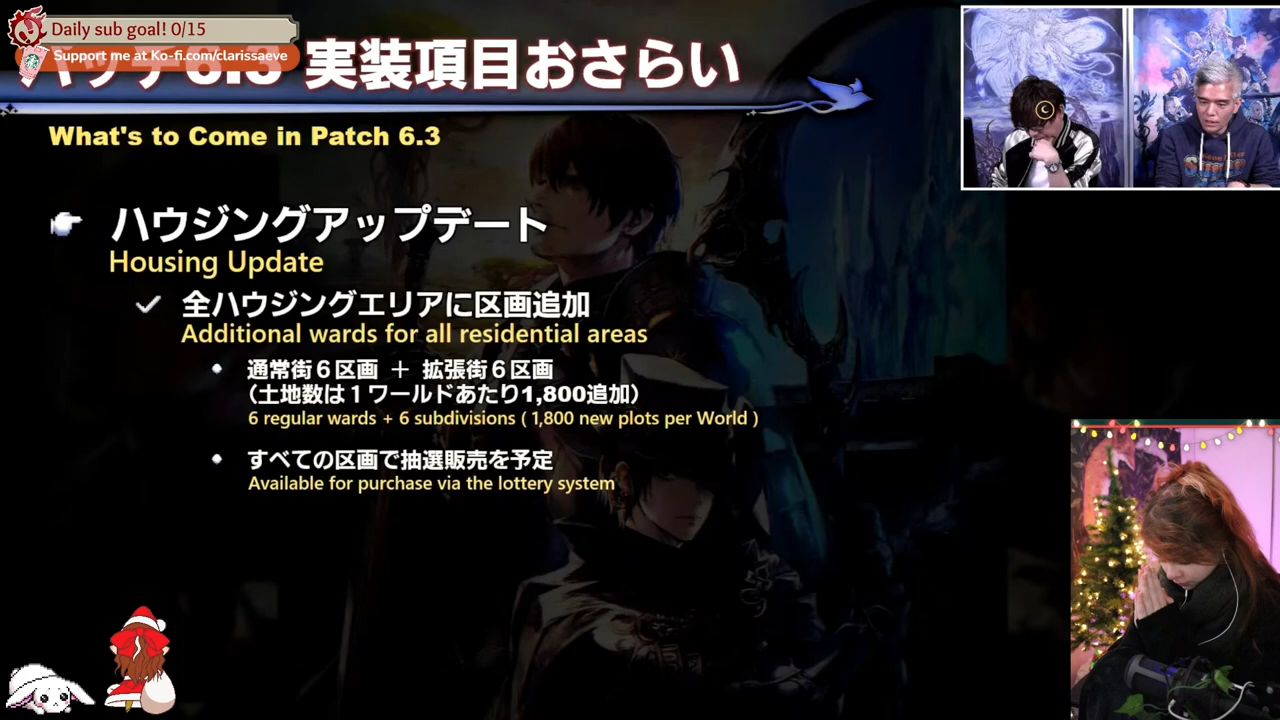 Daily sub goal! 0/15
Support me at Ko-fi.com/clarissaeve
パッチ6.3 実装項目おさらい
What's to Come in Patch 6.3
ハウジングアップデート
Housing Update
全ハウジングエリアに区画追加
Additional wards for all residential areas
通常街6区画 + 拡張街6区画
(土地数は1ワールドあたり1,800追加)
6 regular wards + 6 subdivisions ( 1,800 new plots per World )
すべての区画で抽選販売を予定
Available for purchase via the lottery system